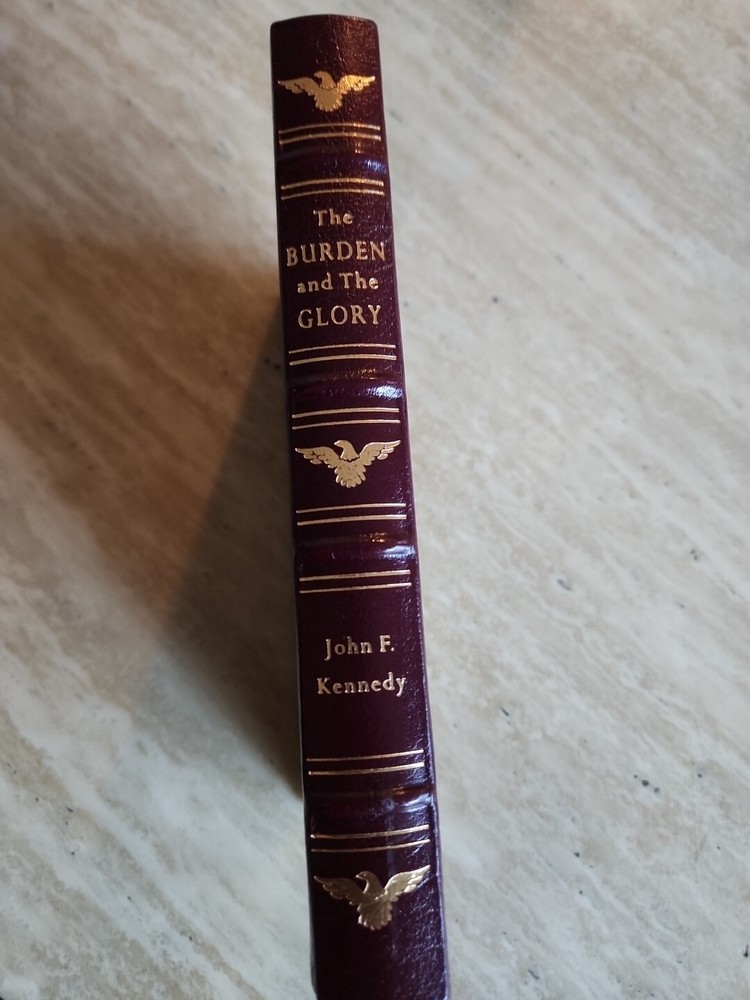 The
BURDEN
and The
GLORY
John F.
Kennedy